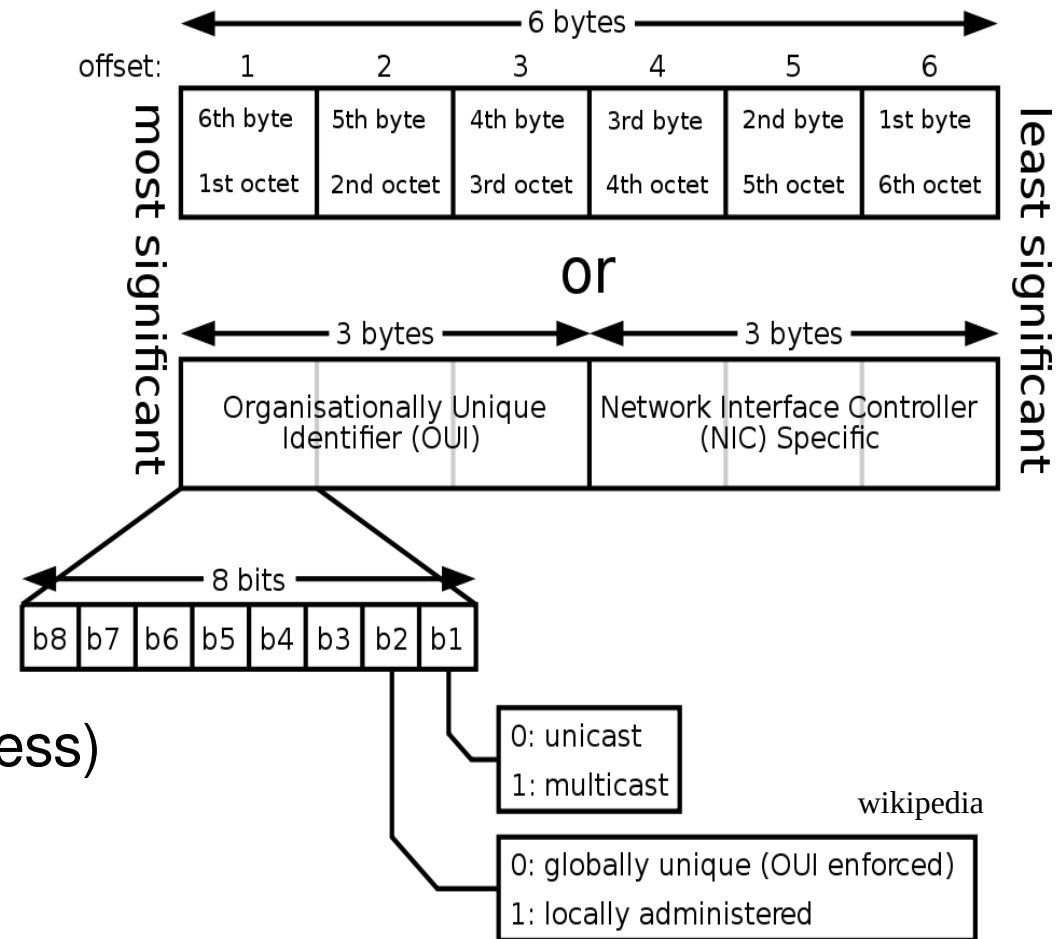 6 bytes
offset: 1 2 3 4 5 6
most significant
6th byte 5th byte 4th byte 3rd byte 2nd byte 1st byte
1st octet 2nd octet 3rd octet 4th octet 5th octet 6th octet
least significant
or
3 bytes 3 bytes
Organisationally Unique
Identifier (OUI)
Network Interface Controller
(NIC) Specific
8 bits
b8 b7 b6 b5 b4 b3 b2 b1
ess)
0: unicast
1: multicast
wikipedia
0: globally unique (OUI enforced)
1: locally administered